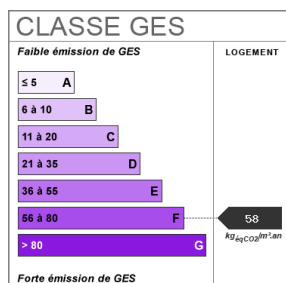 CLASSE GES
Faible émission de GES
LOGEMENT
≤ 5 A
6 à 10 B
11 à 20 C
21 à 35 D
36 à 55 E
56 à 80 F
58
kgéqCO2/m².an
> 80 G
Forte émission de GES